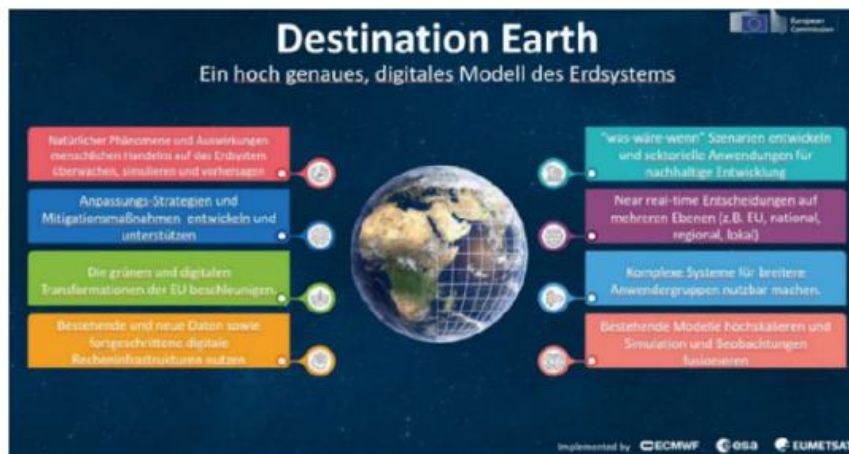 European
Commission
Destination Earth
Ein hoch genaues, digitales Modell des Erdsystems
Natürlicher Phänomene und Auswirkungen
menschlichen Handelns auf das Erdsystem
überwachen, simulieren und vorhersagen
Anpassungs-Strategien und
Mitigationsmaßnahmen entwickeln und
unterstützen
Die grünen und digitalen
Transformationen der EU beschleunigen.
Bestehende und neue Daten sowie
fortgeschrittene digitale
Recheninfrastrukturen nutzen
"was-wäre-wenn" Szenarien entwickeln
und sektorielle Anwendungen für
nachhaltige Entwicklung
Near real-time Entscheidungen auf
mehreren Ebenen (z.B. EU, national,
regional, lokal)
Komplexe Systeme für breitere
Anwendergruppen nutzbar machen.
Bestehende Modelle hochskalieren und
Simulation und Beobachtungen
fusionieren
Implemented by ECMWF esa EUMETSAT